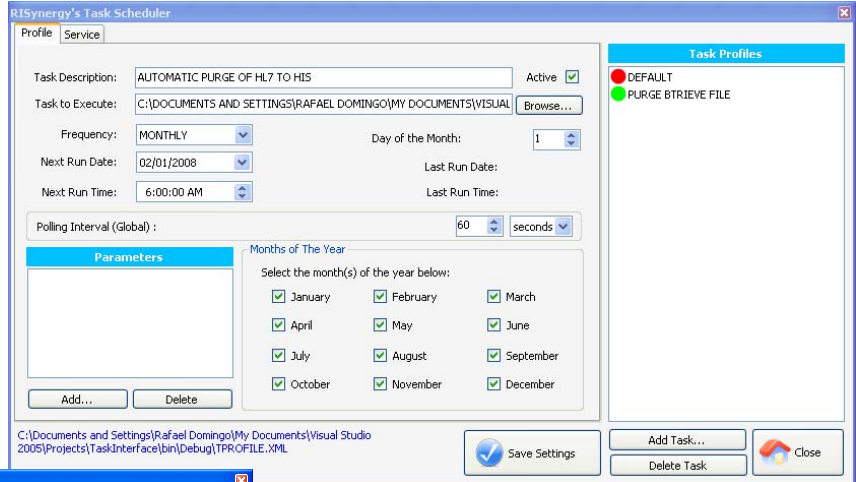 RISynergy's Task Scheduler
Profile Service
Task Description: AUTOMATIC PURGE OF HL7 TO HIS Active
Task to Execute: C:\DOCUMENTS AND SETTINGS\RAFAEL DOMINGO\MY DOCUMENTS\VISUAL Browse...
Frequency: MONTHLY Day of the Month: 1
Next Run Date: 02/01/2008 Last Run Date:
Next Run Time: 6:00:00 AM Last Run Time:
Polling Interval (Global) : 60 seconds
Parameters
Add... Delete
Months of The Year
Select the month(s) of the year below:
January February March
April May June
July August September
October November December
Task Profiles
DEFAULT
PURGE BTRIEVE FILE
C:\Documents and Settings\Rafael Domingo\My Documents\Visual Studio
2005\Projects\TaskInterface\bin\Debug\TPROFILE.XML
Save Settings
Add Task...
Delete Task
Close